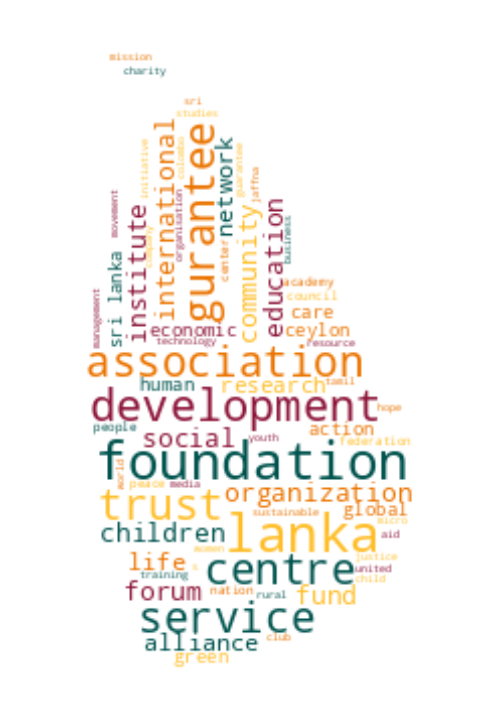 mission
charity
sri
studies
international
gurantee
network
colombo
initiative
guarantee
jaffna
organisation
movement
institute
community
education
business
company
center
sri lanka
management
academy
council
care
economic
ceylon
technology
resource
association
human
research
tamil
development
hope
people
social
youth
action
federation
foundation
world
peace
media
trust
organization
sustainable
global
micro
children
lanka
aid
women
justice
life
centre
united
training
s
child
forum
nation
rural
fund
service
alliance
club
green